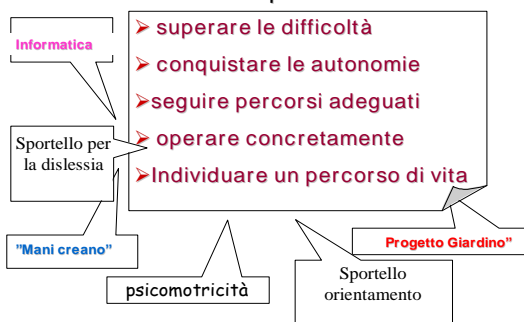 Informatica
superare le difficoltà
conquistare le autonomie
seguire percorsi adeguati
operare concretamente
Individuare un percorso di vita
Sportello per
la dislessia
"Mani creano"
psicomotricità
Sportello
orientamento
Progetto Giardino"